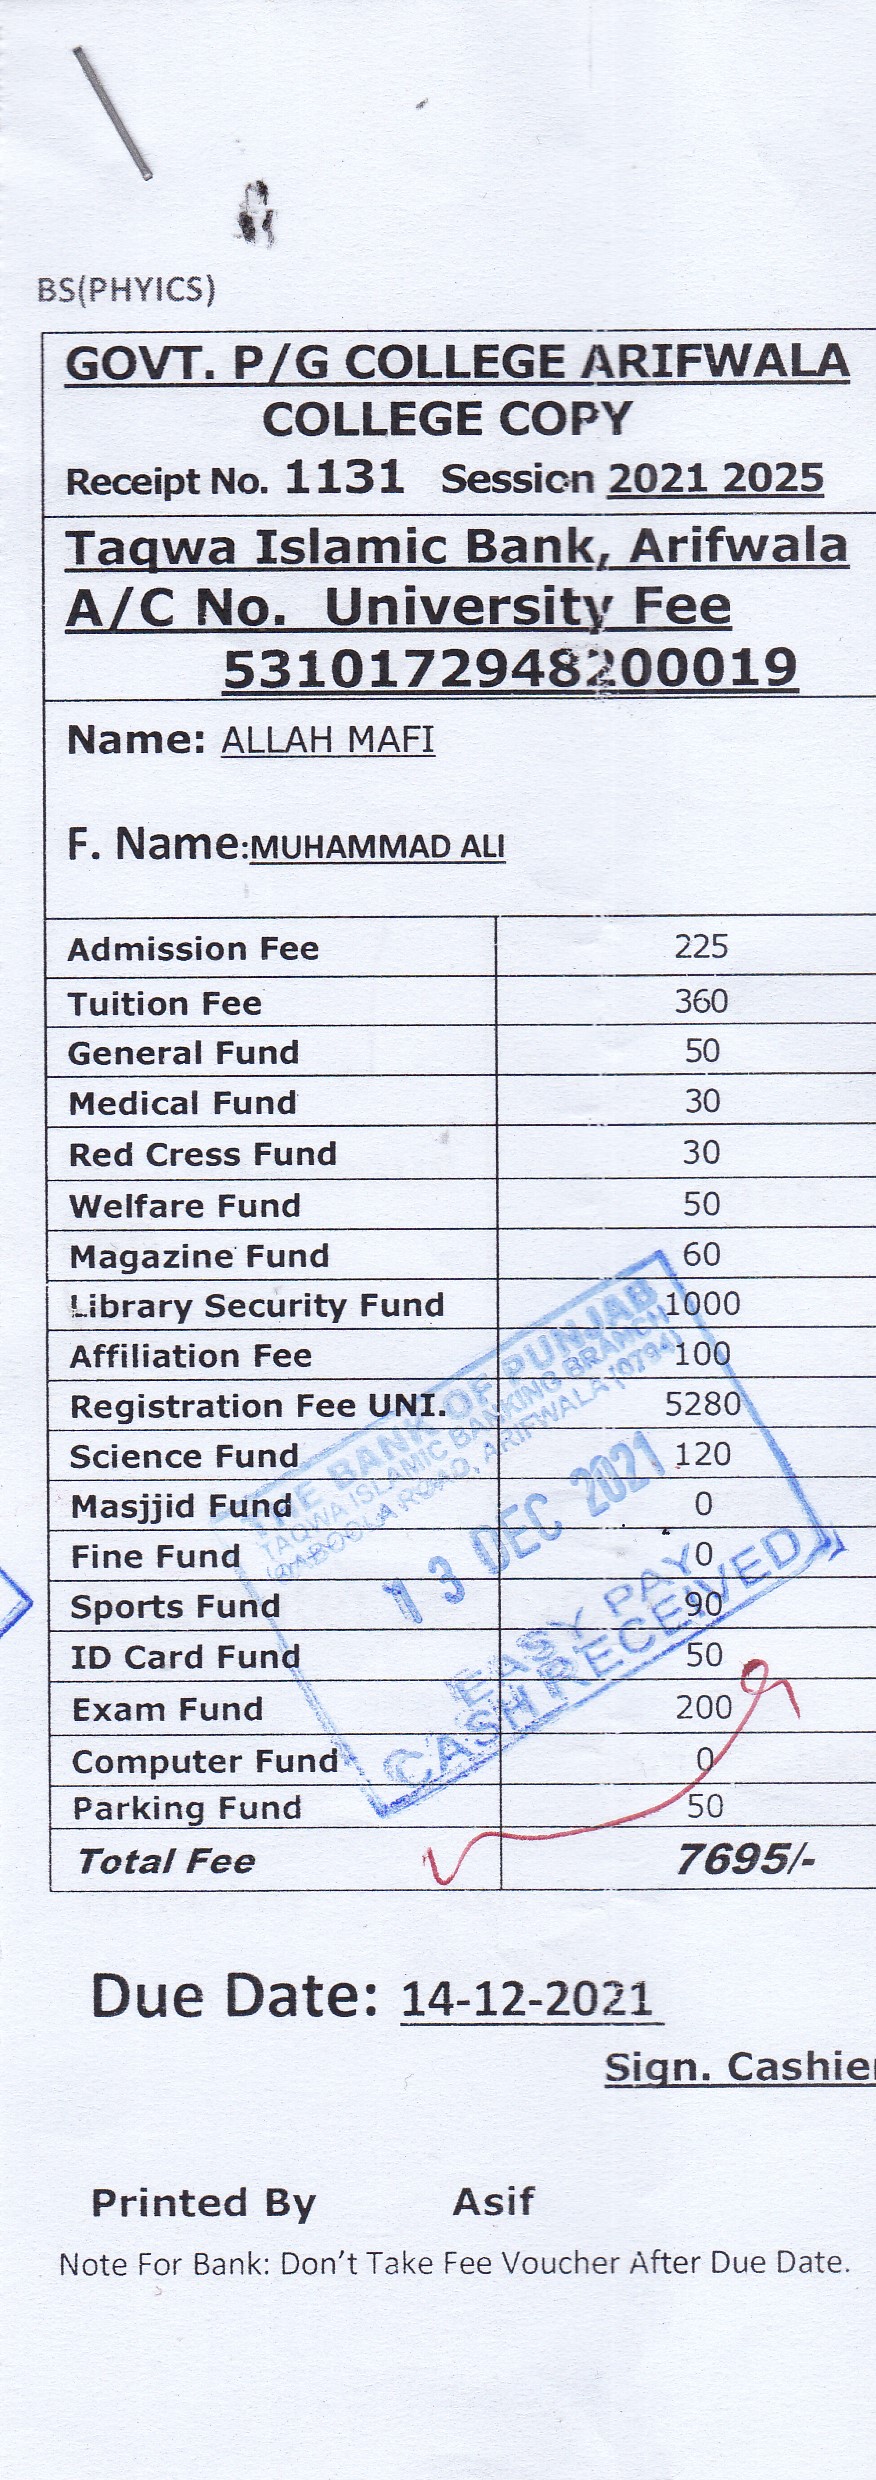 BS(PHYICS)
GOVT. P/G COLLEGE ARIFWALA
COLLEGE COPY
Receipt No. 1131 Session 2021 2025
Taqwa Islamic Bank, Arifwala
A/C No. University Fee
5310172948200019
Name: ALLAH MAFI
F. Name:MUHAMMAD ALI
Admission Fee 225
Tuition Fee 360
General Fund 50
Medical Fund 30
Red Cress Fund 30
Welfare Fund 50
Magazine Fund 60
Library Security Fund 1000
Affiliation Fee 100
Registration Fee UNI. 5280
Science Fund 120
Masjjid Fund 0
Fine Fund 0
Sports Fund 90
ID Card Fund 50
Exam Fund 200
Computer Fund 0
Parking Fund 50
Total Fee 7695/-
THE BANK OF PUNJAB
TAQWA ISLAMIC BANKING BRANCH
ROAD, ARIFWALA (0794)
13 DEC 2021
EASY PAY
CASH RECEIVED
Due Date: 14-12-2021
Sign. Cashier
Printed By Asif
Note For Bank: Don't Take Fee Voucher After Due Date.